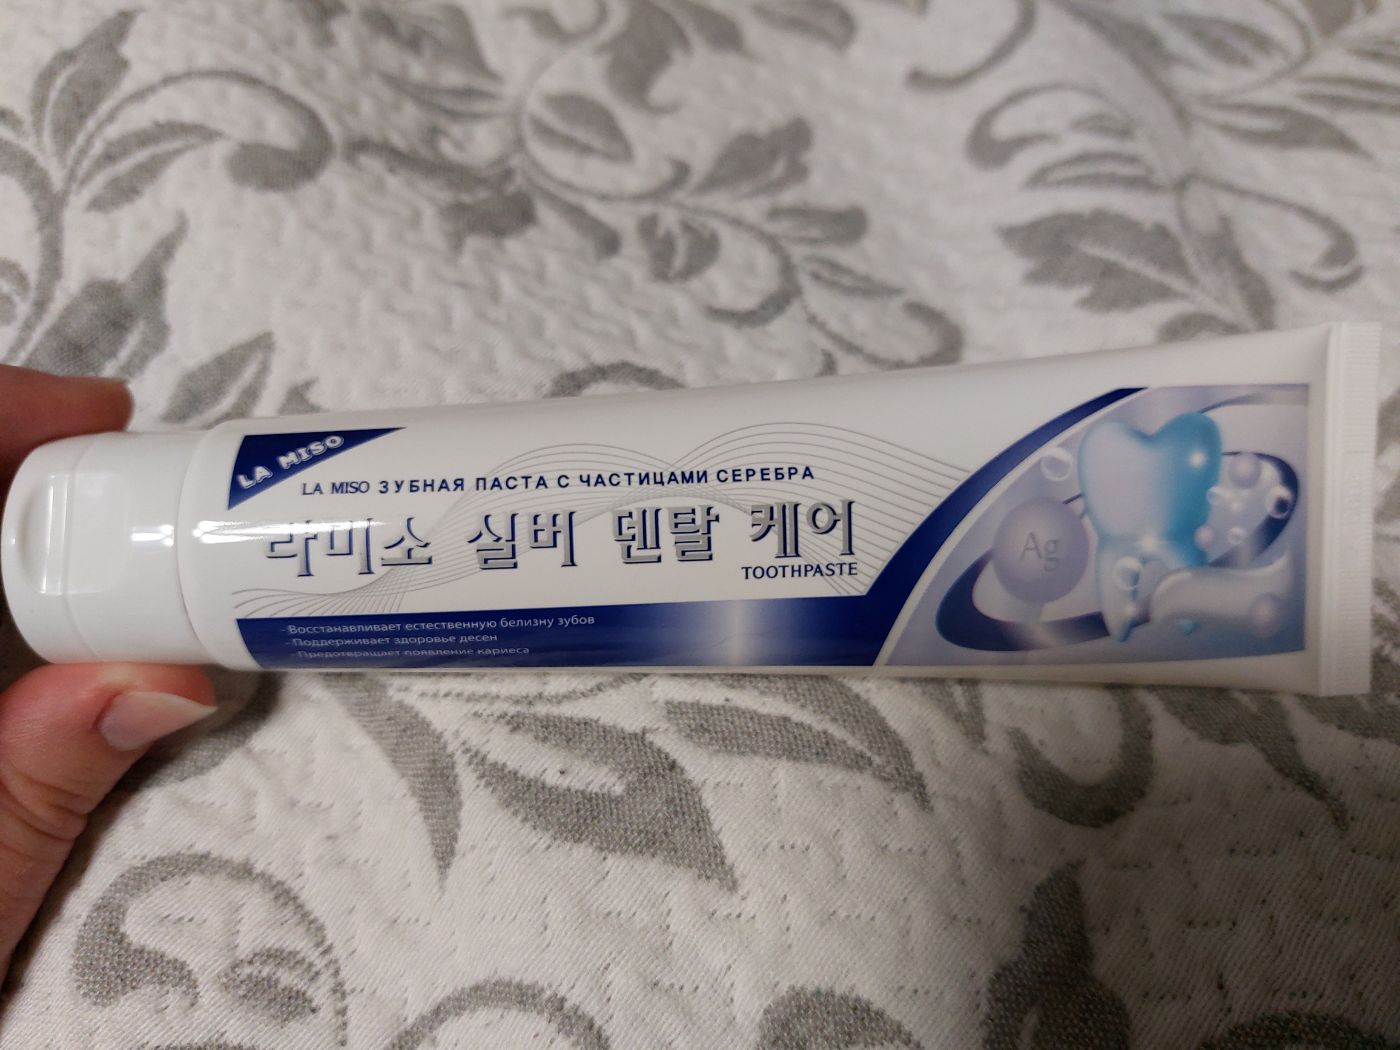 LA MISO
LA MISO ЗУБНАЯ ПАСТА С ЧАСТИЦАМИ СЕРЕБРА
라미소 실버 덴탈 케어
TOOTHPASTE
-Восстанавливает естественную белизну зубов
-Поддерживает здоровье десен
-Предотвращает появление кариеса
Ag